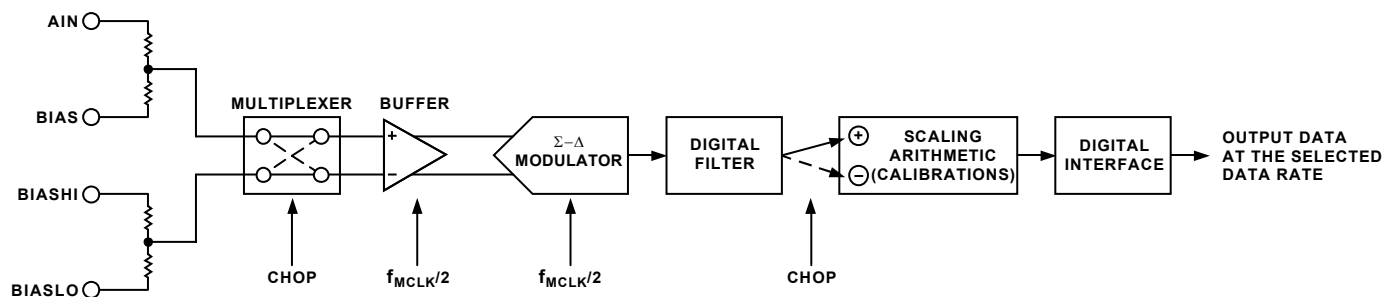 AIN
BIAS
BIASHI
BIASLO
MULTIPLEXER
CHOP
BUFFER
+
−
fMCLK/2
Σ−Δ
MODULATOR
fMCLK/2
DIGITAL
FILTER
CHOP
+
−
SCALING
ARITHMETIC
(CALIBRATIONS)
DIGITAL
INTERFACE
OUTPUT DATA
AT THE SELECTED
DATA RATE